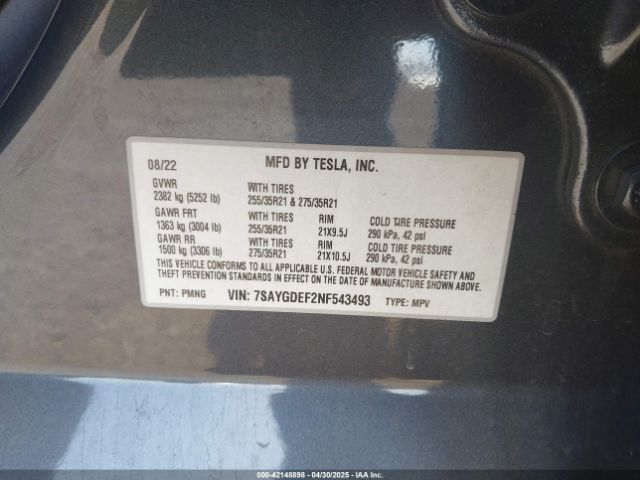 08/22 MFD BY TESLA, INC.
GVWR WITH TIRES
2382 kg (5252 lb) 255/35R21 & 275/35R21
GAWR FRT WITH TIRES RIM COLD TIRE PRESSURE
1363 kg (3004 lb) 255/35R21 21X9.5J 290 kPa, 42 psi
GAWR RR WITH TIRES RIM COLD TIRE PRESSURE
1500 kg (3306 lb) 275/35R21 21X10.5J 290 kPa, 42 psi
THIS VEHICLE CONFORMS TO ALL APPLICABLE U.S. FEDERAL MOTOR VEHICLE SAFETY AND
THEFT PREVENTION STANDARDS IN EFFECT ON THE DATE OF MANUFACTURE SHOWN ABOVE.
PNT: PMNG VIN: 7SAYGDEF2NF543493 TYPE: MPV
000-42148898 - 04/30/2025 - IAA Inc.